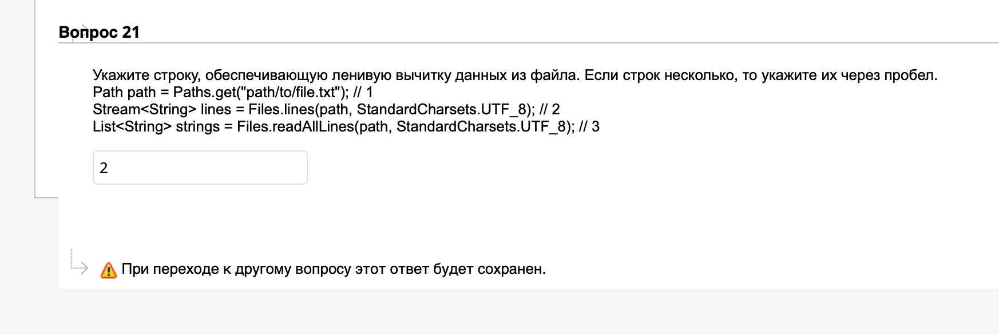 Вопрос 21
Укажите строку, обеспечивающую ленивую вычитку данных из файла. Если строк несколько, то укажите их через пробел.
Path path = Paths.get("path/to/file.txt"); // 1
Stream<String> lines = Files.lines(path, StandardCharsets.UTF_8); // 2
List<String> strings = Files.readAllLines(path, StandardCharsets.UTF_8); // 3
2
При переходе к другому вопросу этот ответ будет сохранен.